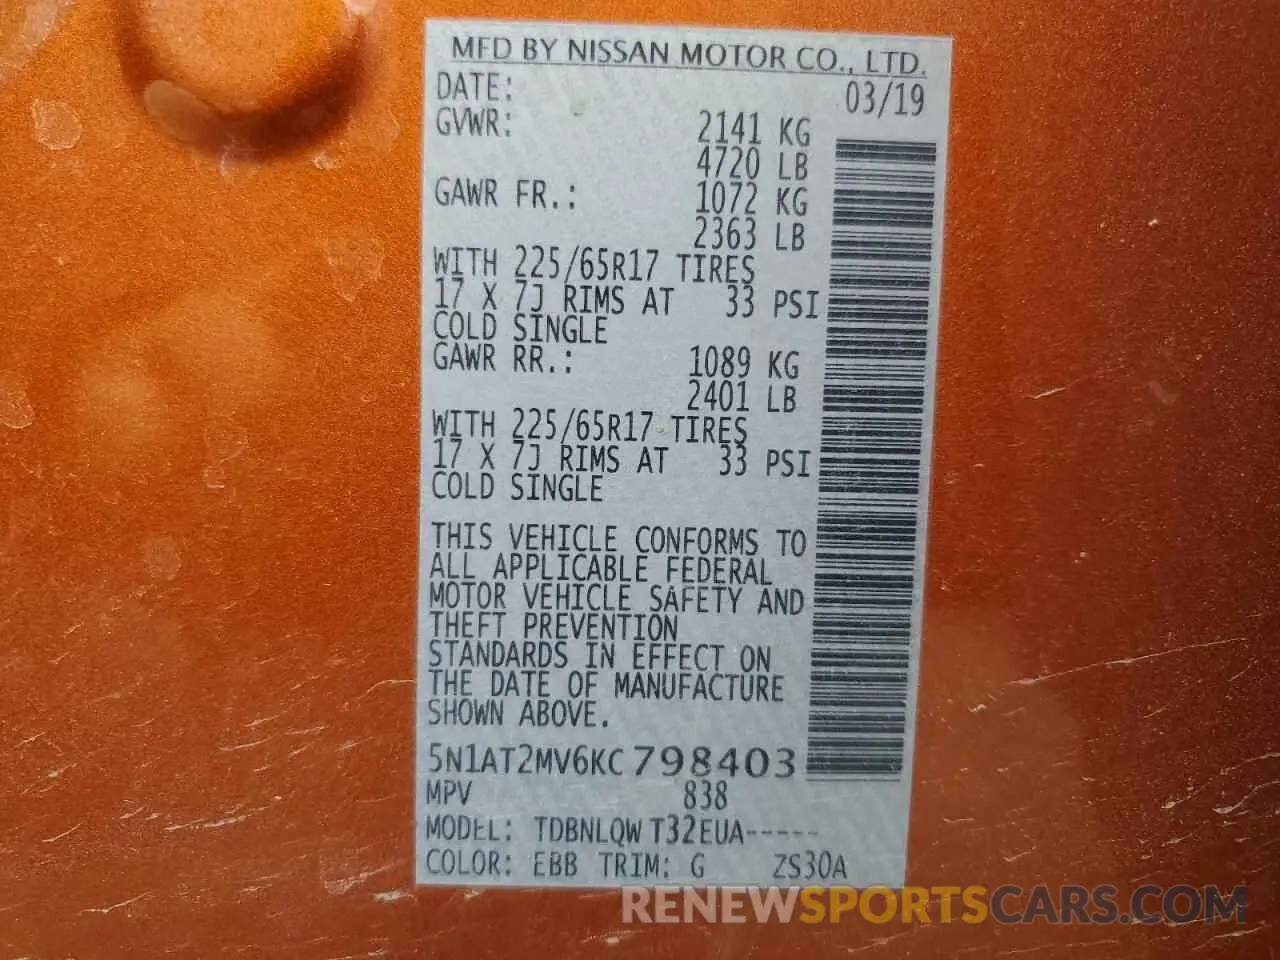 MFD BY NISSAN MOTOR CO., LTD.
DATE: 03/19
GVWR: 2141 KG
4720 LB
GAWR FR.: 1072 KG
2363 LB
WITH 225/65R17 TIRES
17 X 7J RIMS AT 33 PSI
COLD SINGLE
GAWR RR.: 1089 KG
2401 LB
WITH 225/65R17 TIRES
17 X 7J RIMS AT 33 PSI
COLD SINGLE
THIS VEHICLE CONFORMS TO
ALL APPLICABLE FEDERAL
MOTOR VEHICLE SAFETY AND
THEFT PREVENTION
STANDARDS IN EFFECT ON
THE DATE OF MANUFACTURE
SHOWN ABOVE.
5N1AT2MV6KC798403
MPV 838
MODEL: TDBNLQW T32EUA-----
COLOR: EBB TRIM: G ZS30A
RENEWSPORTSCARS.COM